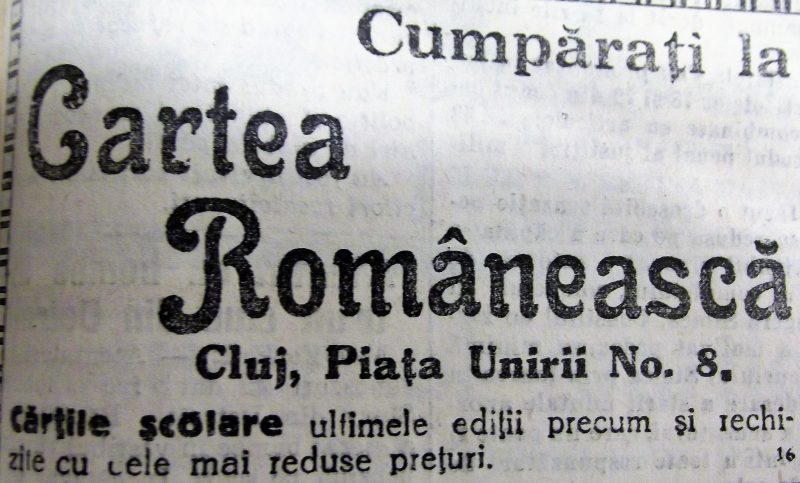 Cumpărați la
Cartea
Românească
Cluj, Piața Unirii No. 8.
Cărțile școlare ultimele ediții precum și rechi-
zite cu cele mai reduse prețuri. 16